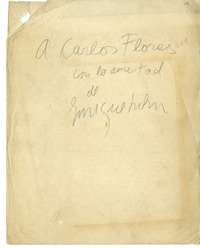 A Carlos Flores
con la amistad
de
Enrique Lihn